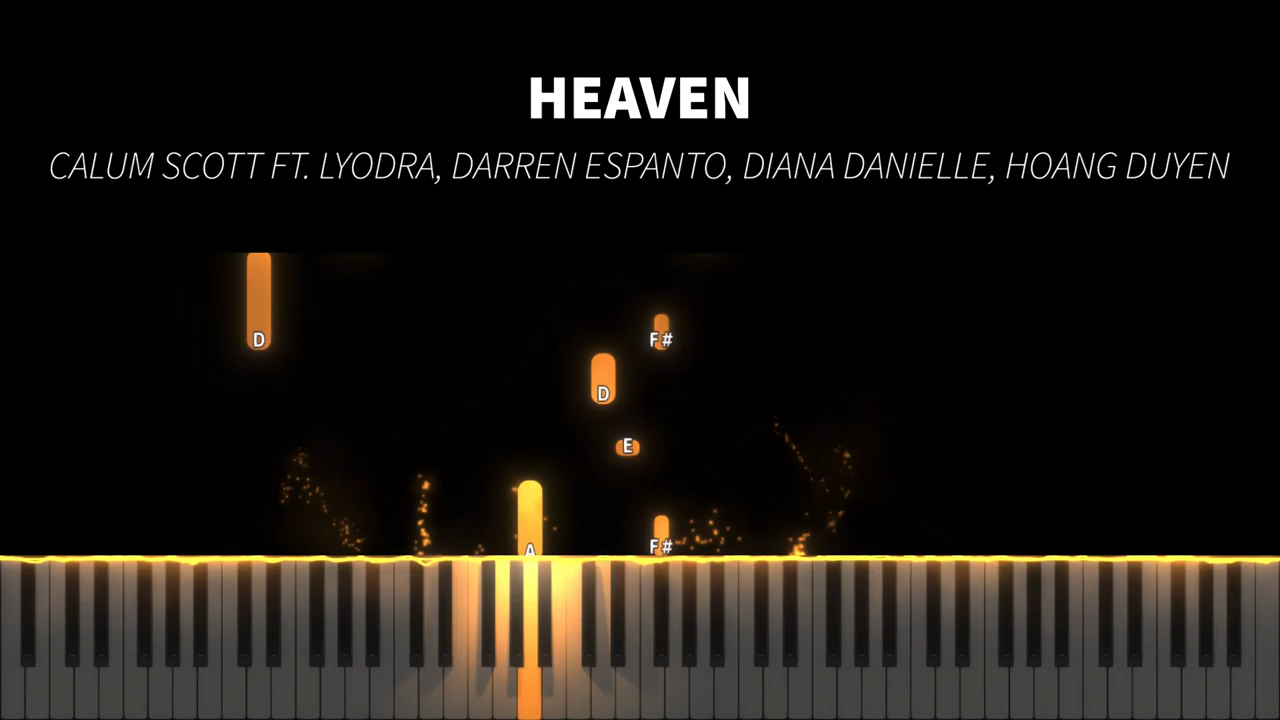 HEAVEN
CALUM SCOTT FT. LYODRA, DARREN ESPANTO, DIANA DANIELLE, HOANG DUYEN
D
F#
D
E
A
F#